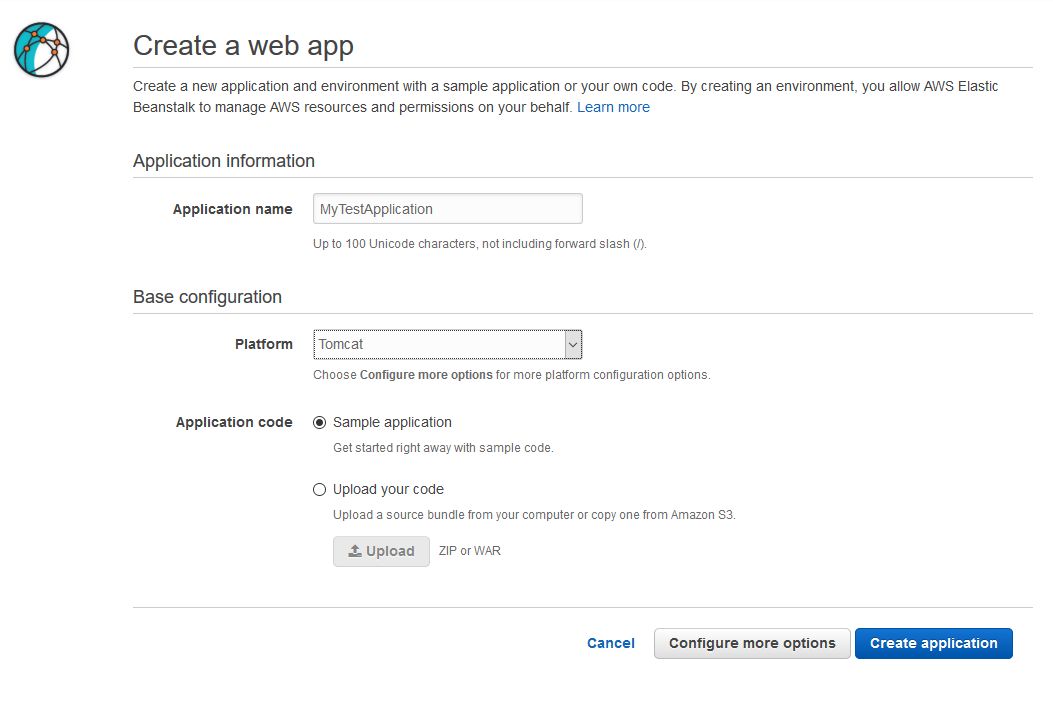 Create a web app
Create a new application and environment with a sample application or your own code. By creating an environment, you allow AWS Elastic
Beanstalk to manage AWS resources and permissions on your behalf. Learn more
Application information
Application name MyTestApplication
Up to 100 Unicode characters, not including forward slash (/).
Base configuration
Platform Tomcat
Choose Configure more options for more platform configuration options.
Application code Sample application
Get started right away with sample code.
Upload your code
Upload a source bundle from your computer or copy one from Amazon S3.
Upload ZIP or WAR
Cancel Configure more options Create application